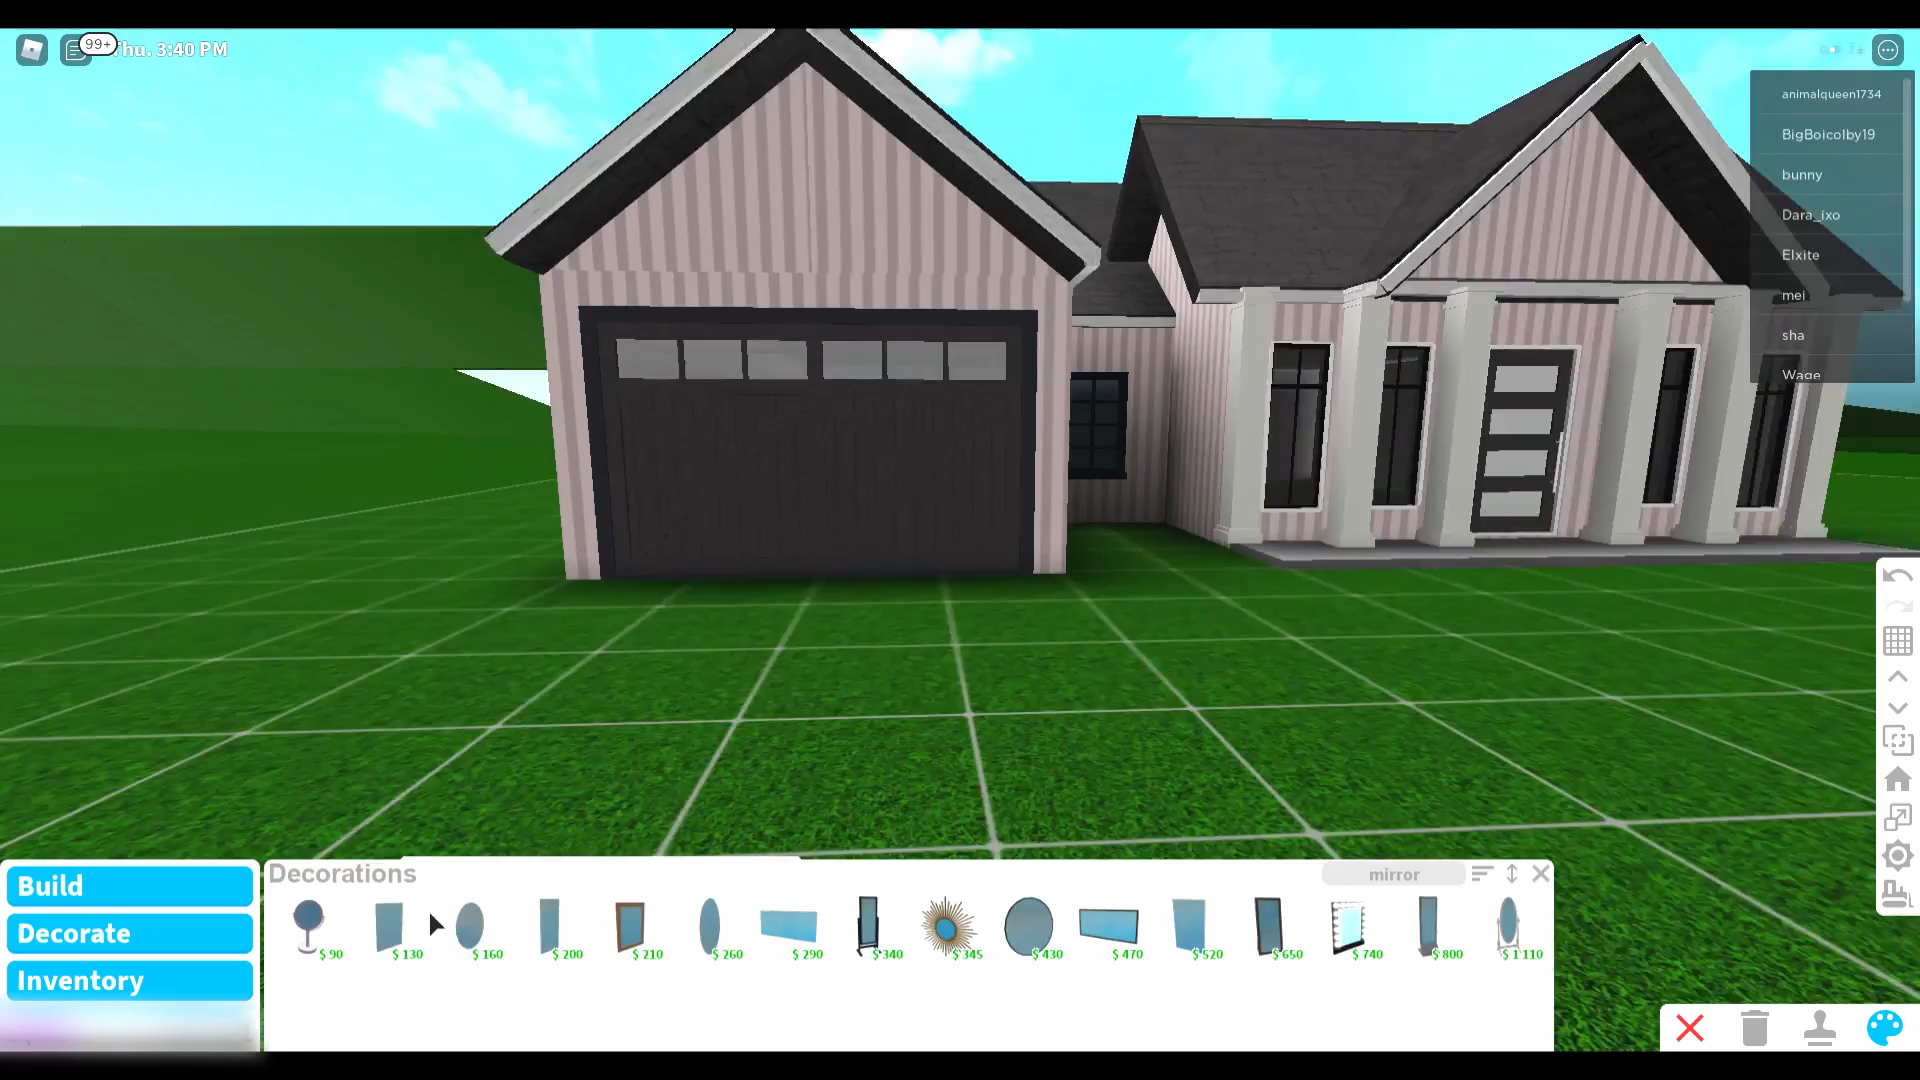 99+
Thu. 3:40 PM
animalqueen1734
BigBoicolby19
bunny
Dara_ixo
Elxite
mei
sha
Wage
Build
Decorate
Inventory
Decorations
mirror
$ 90
$ 130
$ 160
$ 200
$ 210
$ 260
$ 290
$ 340
$ 345
$ 430
$ 470
$ 520
$ 650
$ 740
$ 800
$ 1 110